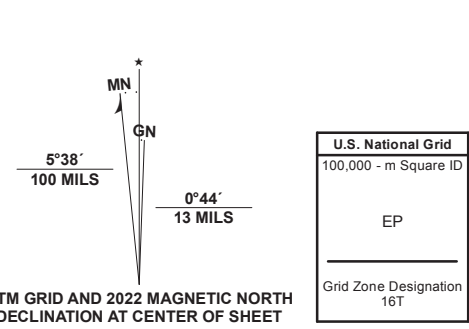 MN
GN
5°38´
100 MILS
0°44´
13 MILS
TM GRID AND 2022 MAGNETIC NORTH
DECLINATION AT CENTER OF SHEET
U.S. National Grid
100,000 - m Square ID
EP
Grid Zone Designation
16T